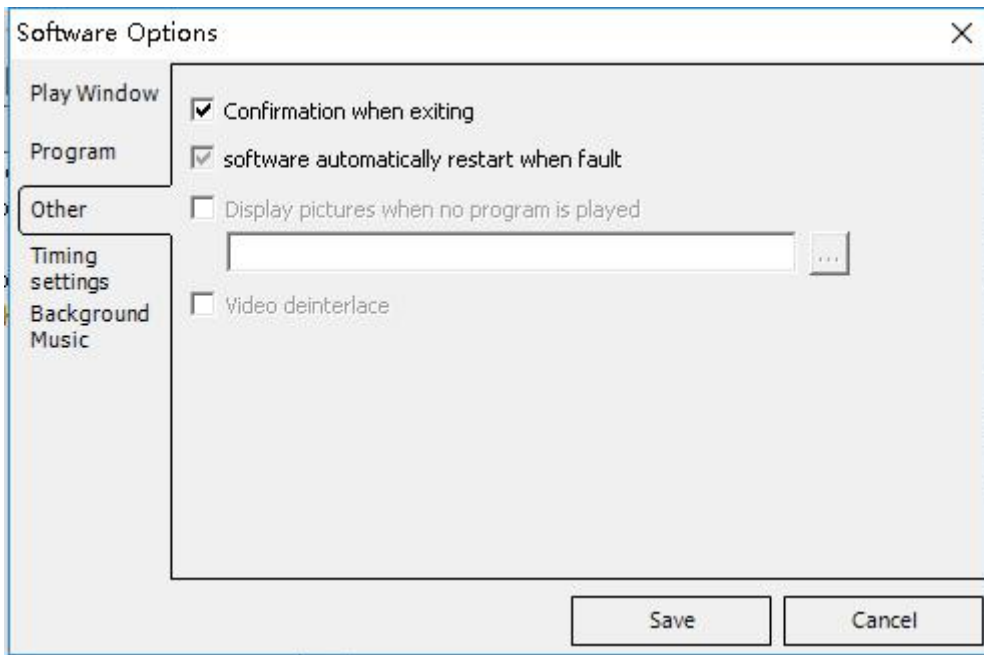 Software Options
Play Window
Program
Other
Timing
settings
Background
Music
Confirmation when exiting
software automatically restart when fault
Display pictures when no program is played
...
Video deinterlace
Save
Cancel